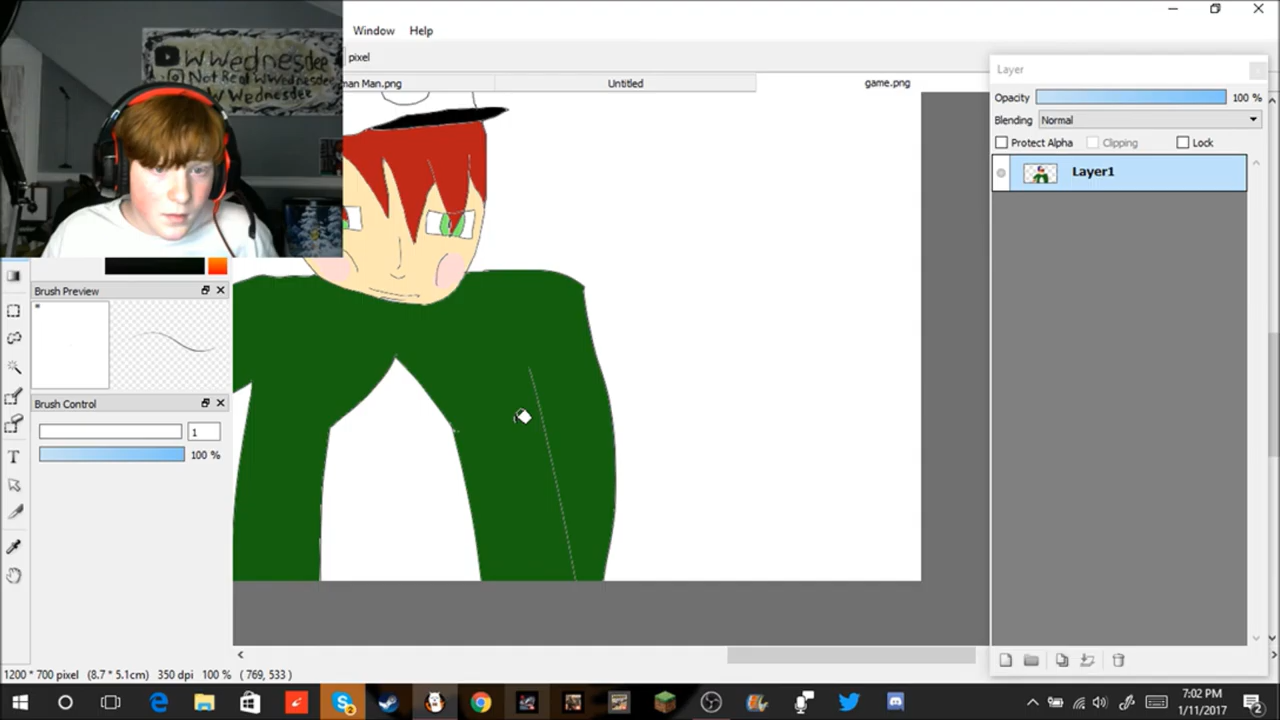 WWednesdee
Not Real WWednesdee
WWednesdee
Window Help
pixel
man Man.png Untitled game.png
Layer
Opacity 100 %
Blending Normal
Protect Alpha Clipping Lock
Layer1
Brush Preview
Brush Control
1
100 %
1200 * 700 pixel (8.7 * 5.1cm) 350 dpi 100 % ( 769, 533 )
7:02 PM
1/11/2017
2
2